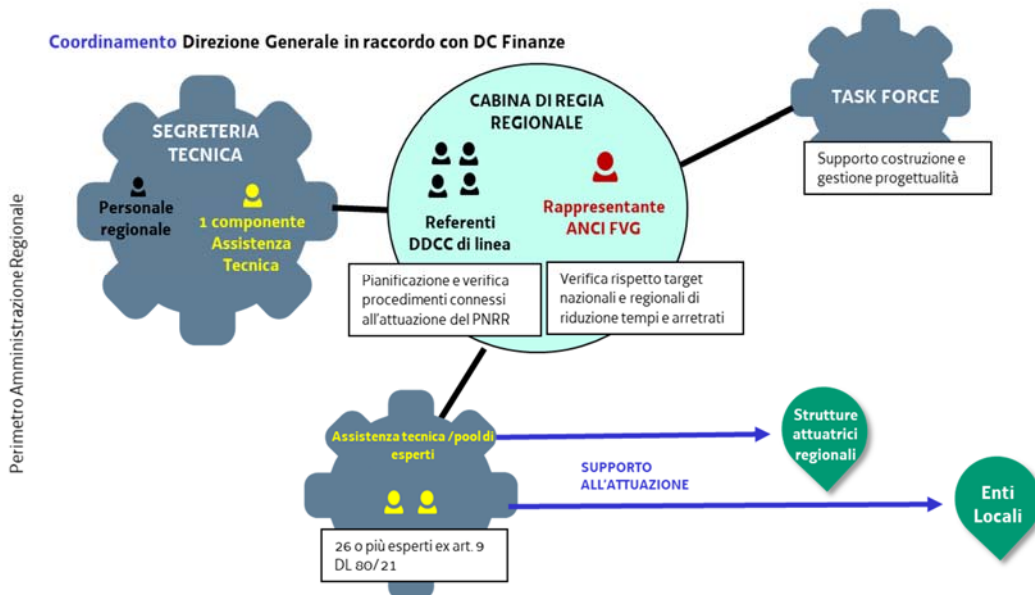 Coordinamento Direzione Generale in raccordo con DC Finanze
SEGRETERIA
TECNICA
Personale
regionale
1 componente
Assistenza
Tecnica
CABINA DI REGIA
REGIONALE
Referenti
DDCC di linea
Rappresentante
ANCI FVG
Pianificazione e verifica
procedimenti connessi
all'attuazione del PNRR
Verifica rispetto target
nazionali e regionali di
riduzione tempi e arretrati
TASK FORCE
Supporto costruzione e
gestione progettualità
Perimetro Amministrazione Regionale
Assistenza tecnica /pool di
esperti
26 o più esperti ex art. 9
DL 80/21
SUPPORTO
ALL'ATTUAZIONE
Strutture
attuatrici
regionali
Enti
Locali